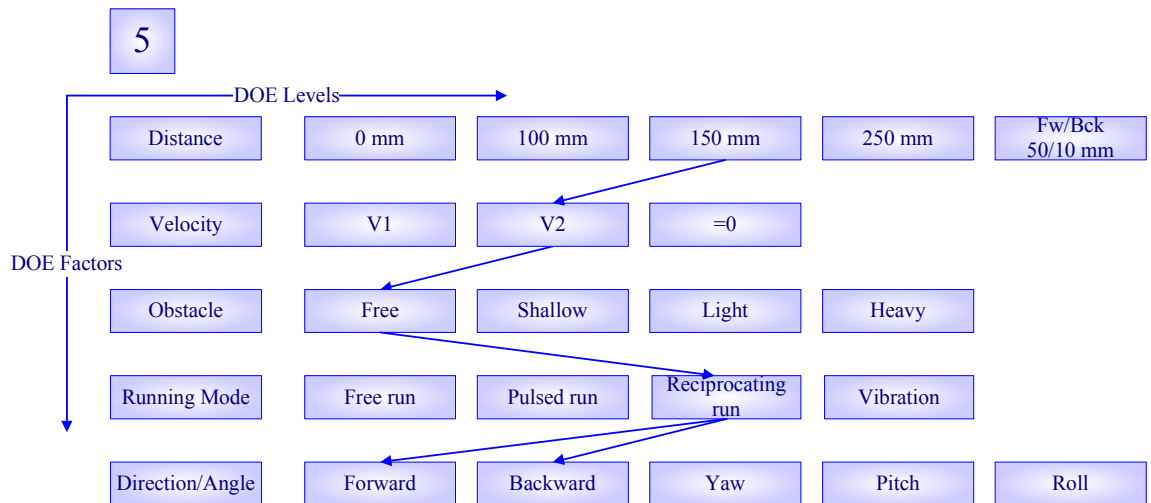 5
DOE Levels
Distance
0 mm
100 mm
150 mm
250 mm
Fw/Bck
50/10 mm
Velocity
V1
V2
=0
DOE Factors
Obstacle
Free
Shallow
Light
Heavy
Running Mode
Free run
Pulsed run
Reciprocating
run
Vibration
Direction/Angle
Forward
Backward
Yaw
Pitch
Roll